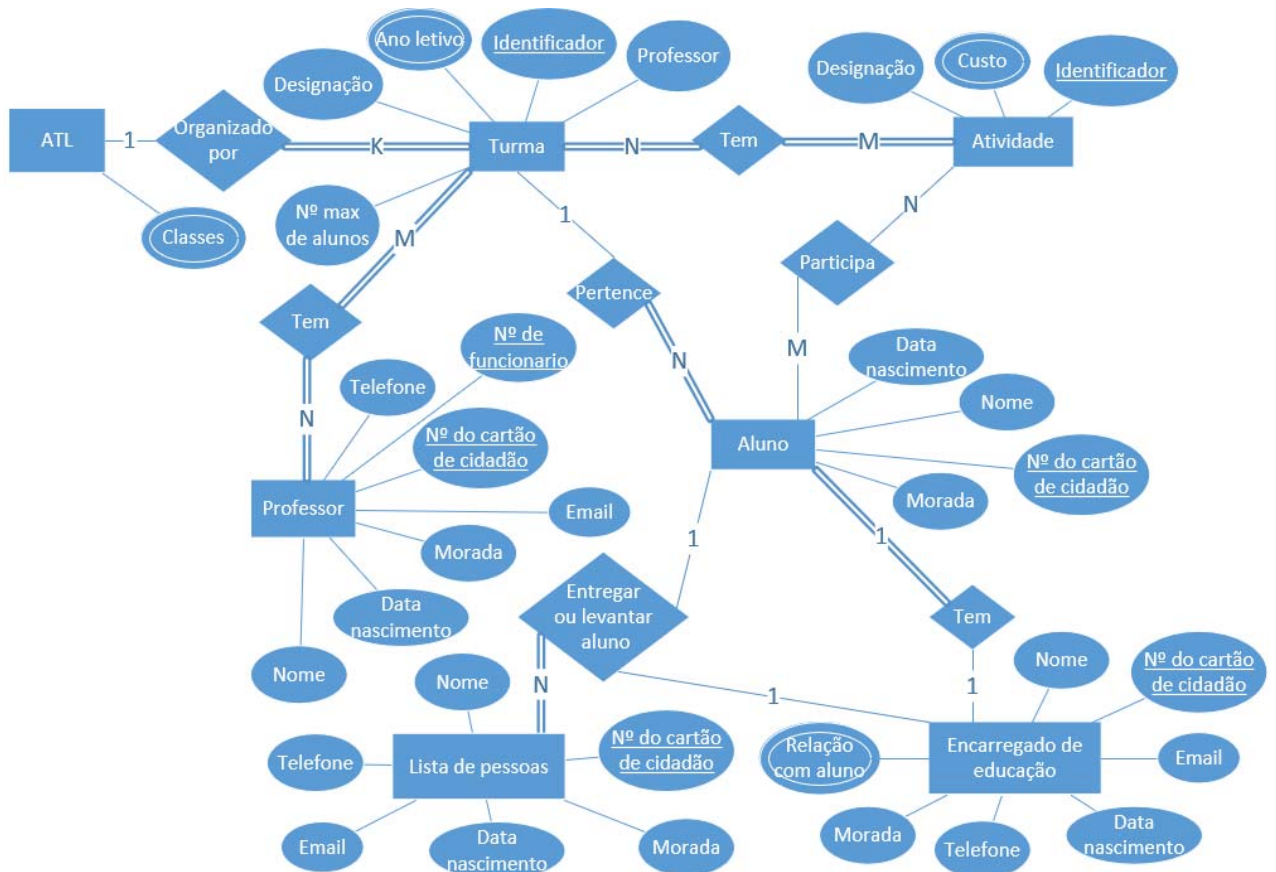 Ano letivo
Identificador
Professor
Designação
Designação
Custo
Identificador
ATL
1
Organizado
por
K
Turma
N
Tem
M
Atividade
Classes
Nº max
de alunos
M
1
N
Tem
Pertence
Participa
Nº de
funcionario
N
M
Data
nascimento
Telefone
N
Nome
Nº do cartão
de cidadão
Aluno
Nº do cartão
de cidadão
Professor
Email
Morada
Morada
1
1
Data
nascimento
Entregar
ou levantar
aluno
Tem
Nome
Nome
N
1
1
Nome
Nº do cartão
de cidadão
Telefone
Lista de pessoas
Nº do cartão
de cidadão
Relação
com aluno
Encarregado de
educação
Email
Email
Data
nascimento
Morada
Morada
Telefone
Data
nascimento